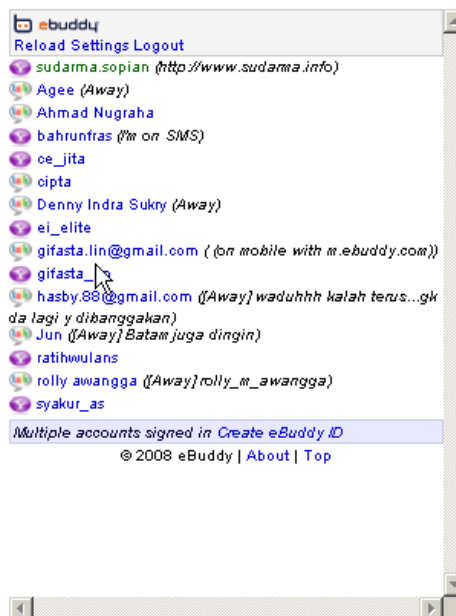 ebuddy
Reload Settings Logout
sudarma.sopian (http://www.sudarma.info)
Agee (Away)
Ahmad Nugraha
bahrunfras (I'm on SMS)
ce_jita
cipta
Denny Indra Sukry (Away)
ei_elite
gifasta.lin@gmail.com ( (on mobile with m.ebuddy.com))
hasby.88@gmail.com ([Away] waduhhh kalah terus...gk
da lagi y dibanggakan)
Jun ([Away] Batam juga dingin)
ratihwulans
rolly awangga ([Away] rolly_m_awangga)
syakur_as
Multiple accounts signed in Create eBuddy ID
© 2008 eBuddy | About | Top